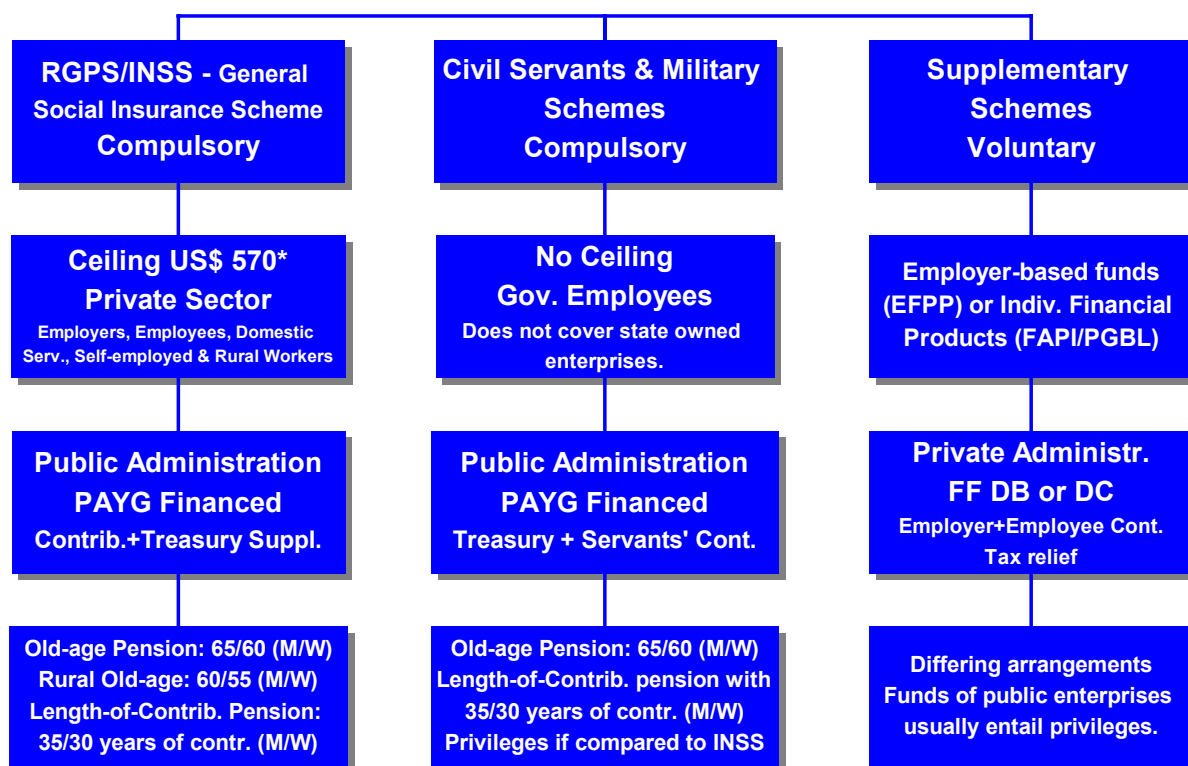 RGPS/INSS - General
Social Insurance Scheme
Compulsory
Civil Servants & Military
Schemes
Compulsory
Supplementary
Schemes
Voluntary
Ceiling US$ 570*
Private Sector
Employers, Employees, Domestic
Serv., Self-employed & Rural Workers
No Ceiling
Gov. Employees
Does not cover state owned
enterprises.
Employer-based funds
(EFPP) or Indiv. Financial
Products (FAPI/PGBL)
Public Administration
PAYG Financed
Contrib.+Treasury Suppl.
Public Administration
PAYG Financed
Treasury + Servants' Cont.
Private Administr.
FF DB or DC
Employer+Employee Cont.
Tax relief
Old-age Pension: 65/60 (M/W)
Rural Old-age: 60/55 (M/W)
Length-of-Contrib. Pension:
35/30 years of contr. (M/W)
Old-age Pension: 65/60 (M/W)
Length-of-Contrib. pension with
35/30 years of contr. (M/W)
Privileges if compared to INSS
Differing arrangements
Funds of public enterprises
usually entail privileges.